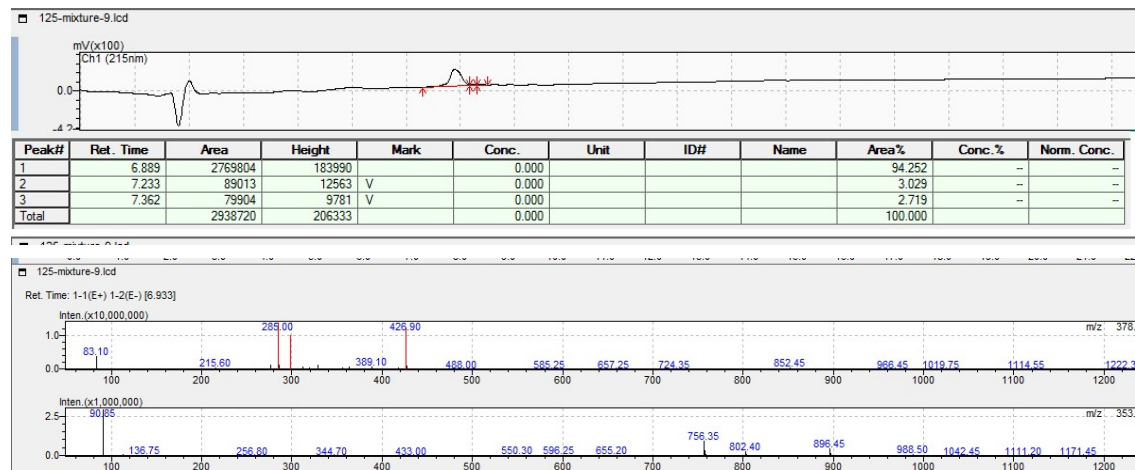 125-mixture-9.lcd
mV(x100)
Ch1 (215nm)
0.0
-4.2
Peak# Ret. Time Area Height Mark Conc. Unit ID# Name Area% Conc.% Norm. Conc.
1 6.889 2769804 183990 0.000 94.252 -- --
2 7.233 89013 12563 V 0.000 3.029 -- --
3 7.362 79904 9781 V 0.000 2.719 -- --
Total 2938720 206333 0.000 100.000
125-mixture-9.lcd
Ret. Time: 1-1(E+) 1-2(E-) [6.933]
Inten.(x10,000,000)
1.0
0.0
83.10 215.60 285.00 389.10 426.90 488.00 585.25 657.25 724.35 852.45 966.45 1019.75 1114.55 1222.3
m/z 378.
100 200 300 400 500 600 700 800 900 1000 1100 1200
Inten.(x1,000,000)
2.5
0.0
90.85 136.75 256.80 344.70 433.00 550.30 596.25 655.20 756.35 802.40 896.45 988.50 1042.45 1111.20 1171.45
m/z 353.
100 200 300 400 500 600 700 800 900 1000 1100 1200